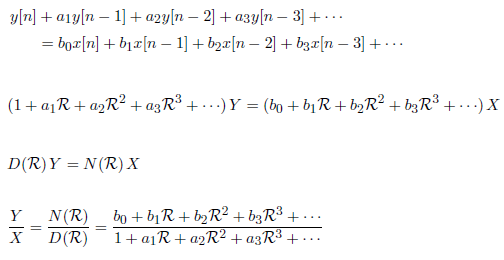 y[n] + a₁y[n − 1] + a₂y[n − 2] + a₃y[n − 3] + ···
= b₀x[n] + b₁x[n − 1] + b₂x[n − 2] + b₃x[n − 3] + ···
(1 + a₁ℛ + a₂ℛ² + a₃ℛ³ + ···) Y = (b₀ + b₁ℛ + b₂ℛ² + b₃ℛ³ + ···) X
D(ℛ) Y = N(ℛ) X
Y/X = N(ℛ)/D(ℛ) = (b₀ + b₁ℛ + b₂ℛ² + b₃ℛ³ + ···)/(1 + a₁ℛ + a₂ℛ² + a₃ℛ³ + ···)